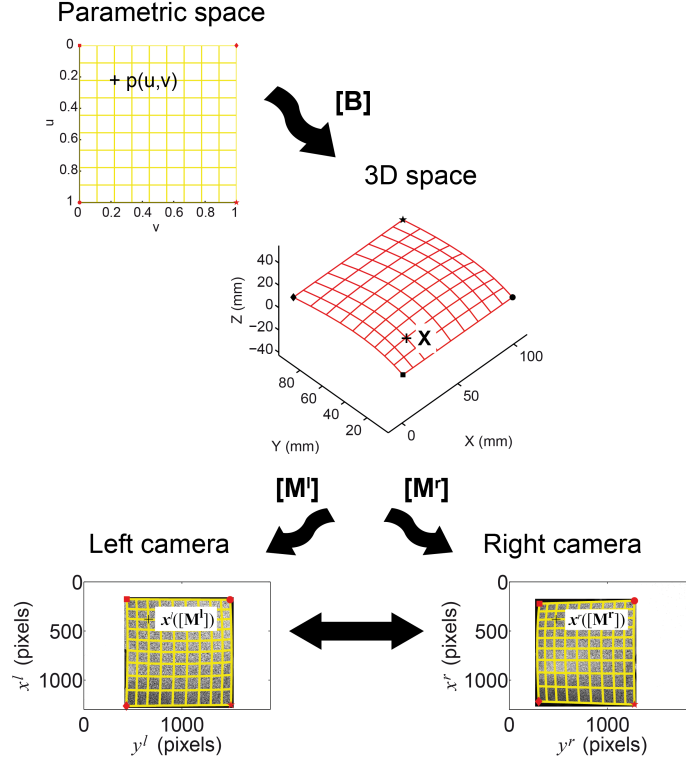 Parametric space
0
0.2
0.4
0.6
0.8
1
u
p(u,v)
0 0.2 0.4 0.6 0.8 1
v
[B]
3D space
40
20
0
−20
−40
Z (mm)
X
80
60
40
20
Y (mm)
0
50
100
X (mm)
[Mˡ] [Mʳ]
Left camera
0
500
1000
xˡ (pixels)
xˡ([Mˡ])
0 1000
yˡ (pixels)
Right camera
0
500
1000
xʳ (pixels)
xʳ([Mʳ])
0 1000
yʳ (pixels)